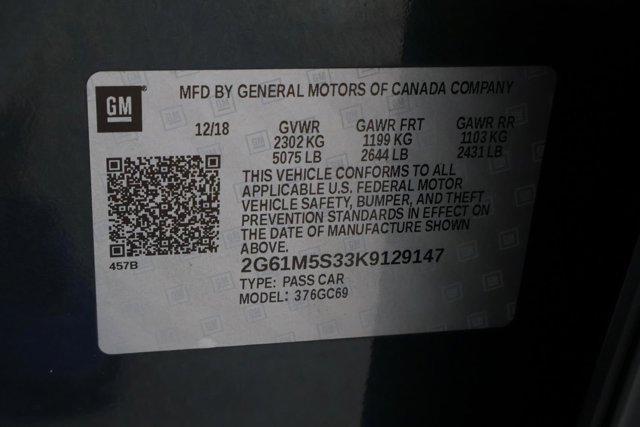 GM
MFD BY GENERAL MOTORS OF CANADA COMPANY
12/18 GVWR GAWR FRT GAWR RR
2302 KG 1199 KG 1103 KG
5075 LB 2644 LB 2431 LB
THIS VEHICLE CONFORMS TO ALL
APPLICABLE U.S. FEDERAL MOTOR
VEHICLE SAFETY, BUMPER, AND THEFT
PREVENTION STANDARDS IN EFFECT ON
THE DATE OF MANUFACTURE SHOWN
ABOVE.
457B
2G61M5S33K9129147
TYPE: PASS CAR
MODEL: 376GC69